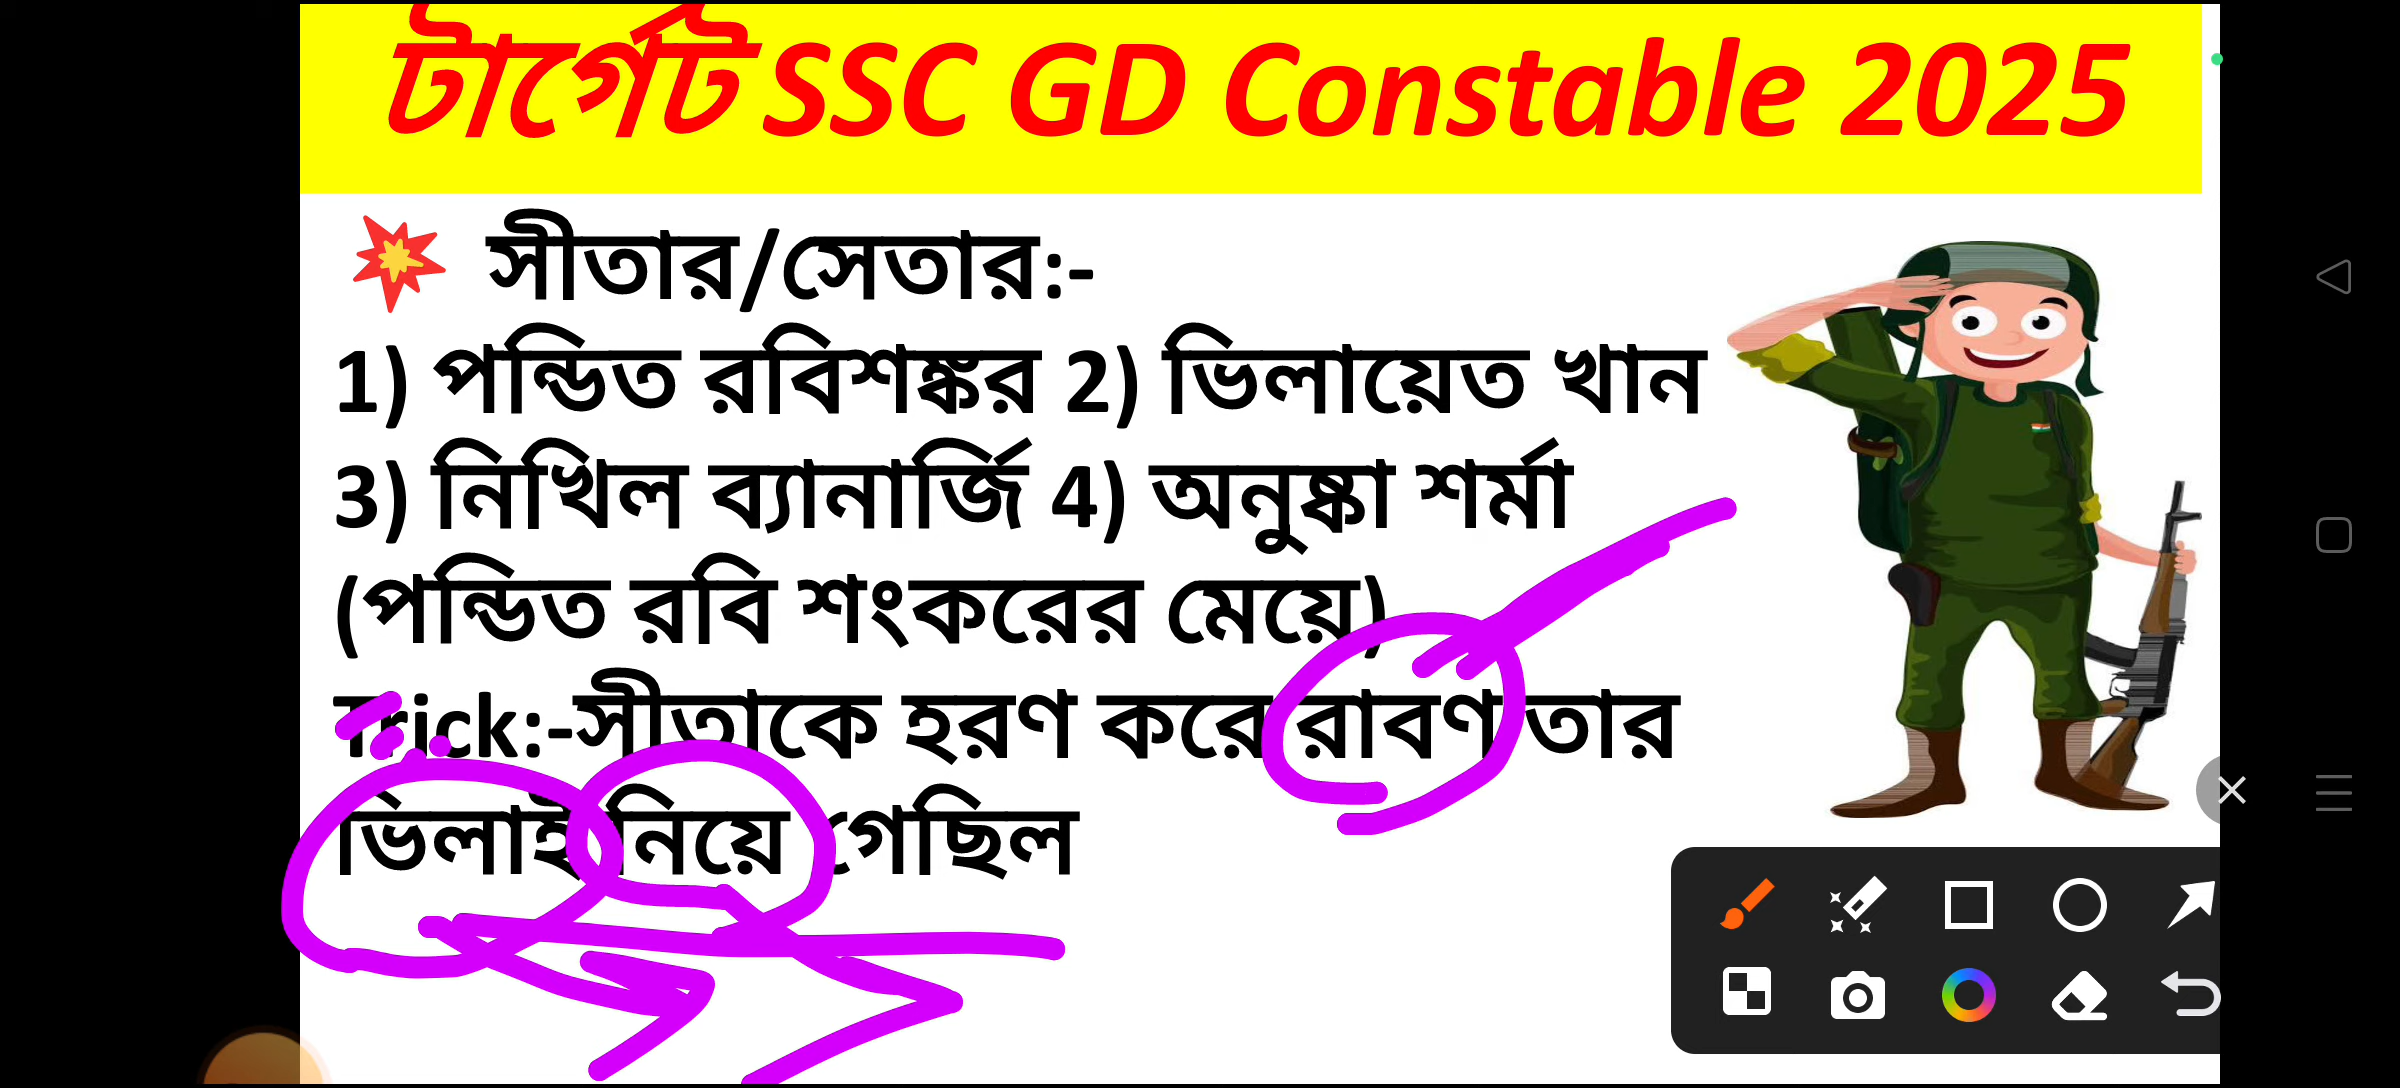 টার্গেট SSC GD Constable 2025
💥 সীতার/সেতার:-
1) পন্ডিত রবিশঙ্কর 2) ভিলায়েত খান
3) নিখিল ব্যানার্জি 4) অনুষ্কা শর্মা
(পন্ডিত রবি শংকরের মেয়ে)
Trick:-সীতাকে হরণ করে রাবণ তার
ভিলাই নিয়ে গেছিল